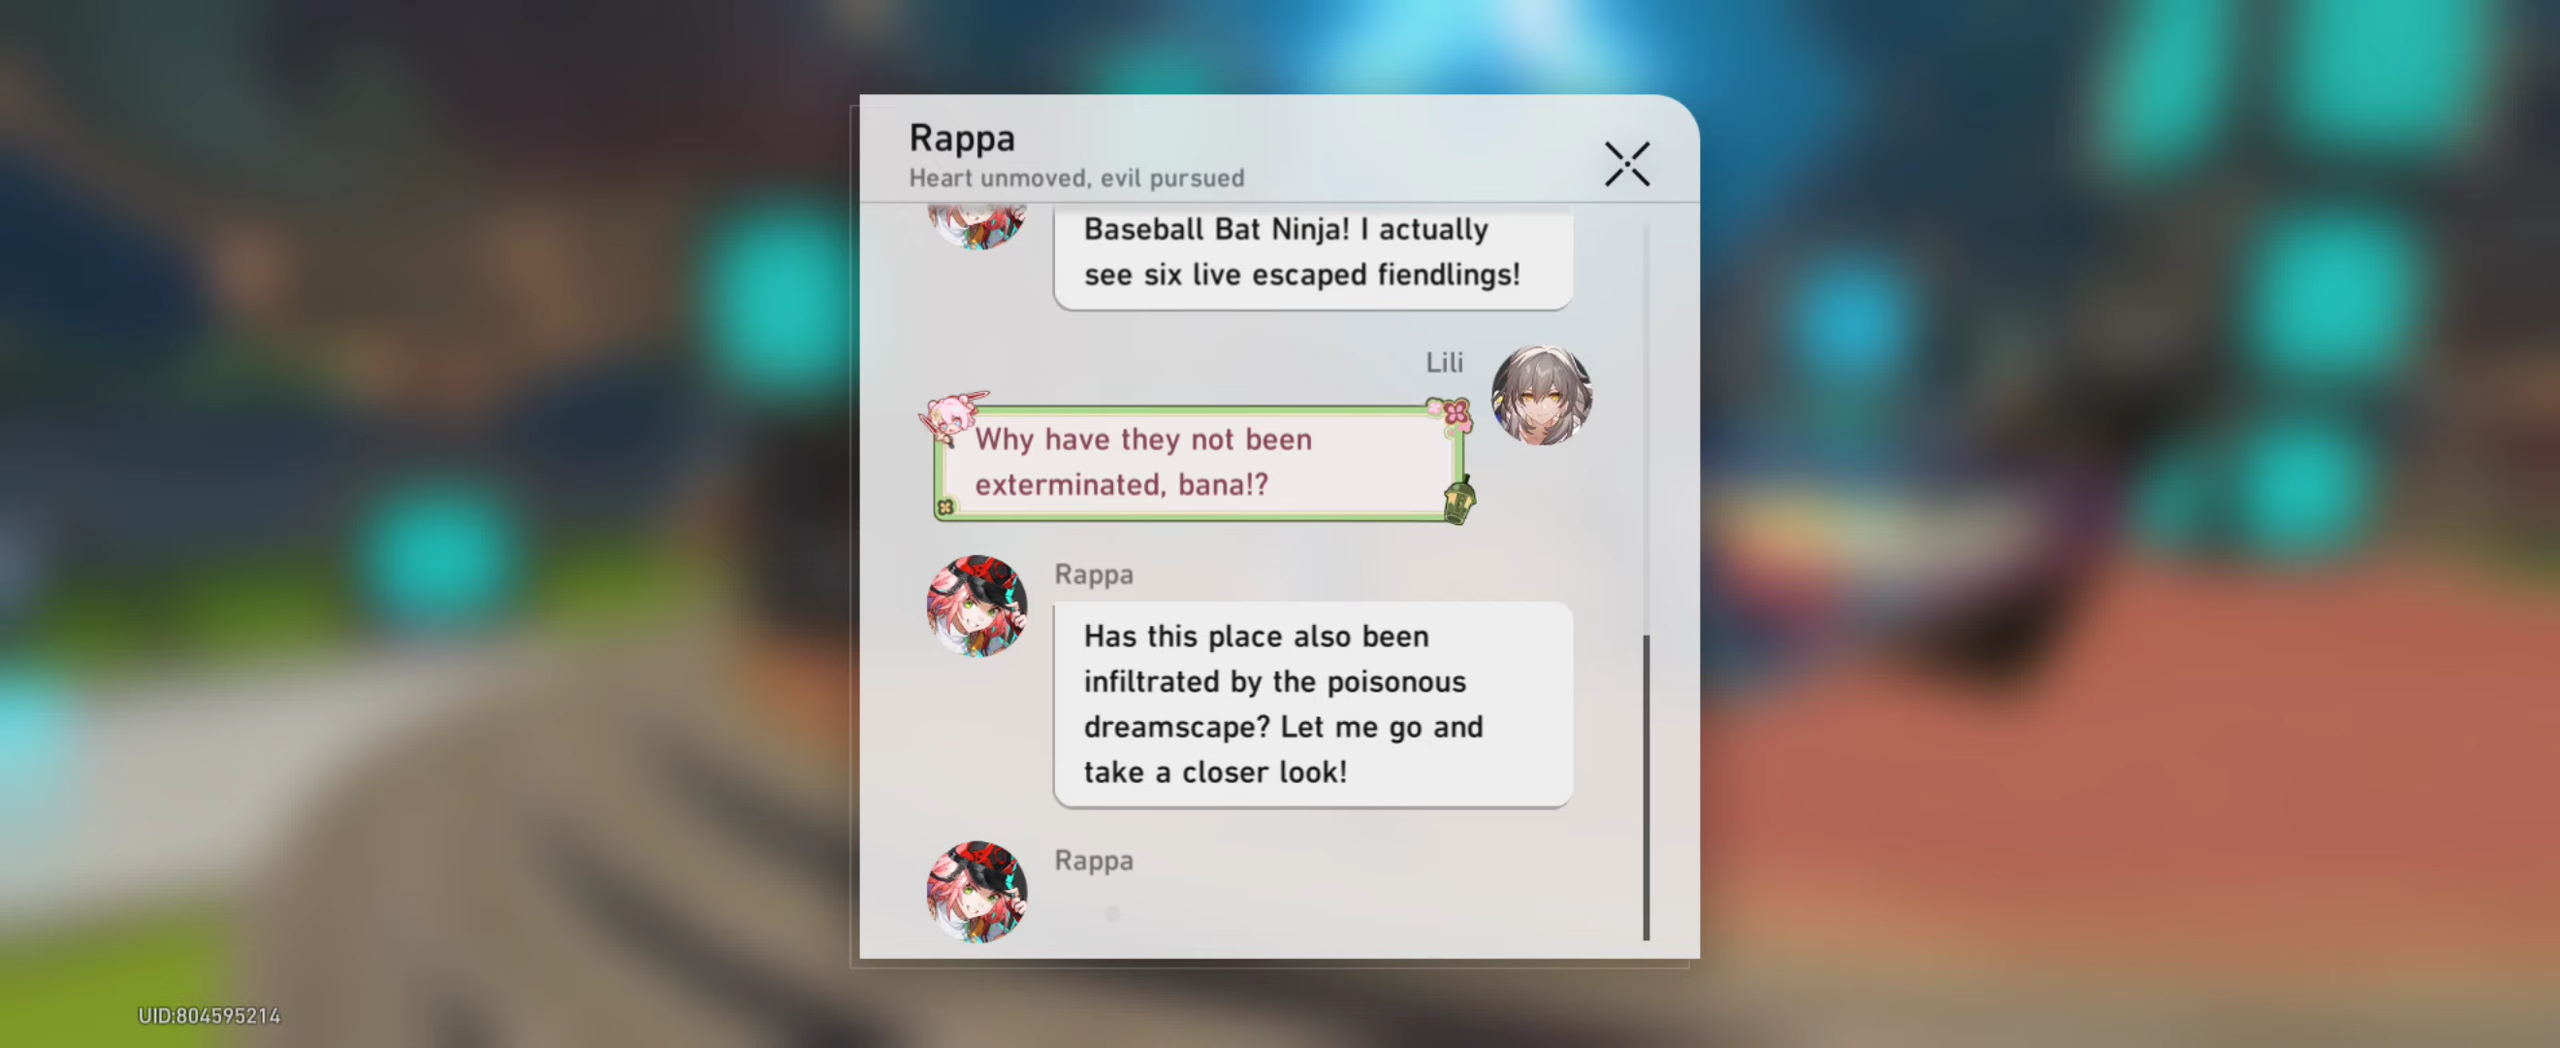 Rappa
Heart unmoved, evil pursued
Baseball Bat Ninja! I actually
see six live escaped fiendlings!
Lili
Why have they not been
exterminated, bana!?
Rappa
Has this place also been
infiltrated by the poisonous
dreamscape? Let me go and
take a closer look!
Rappa
UID:804595214